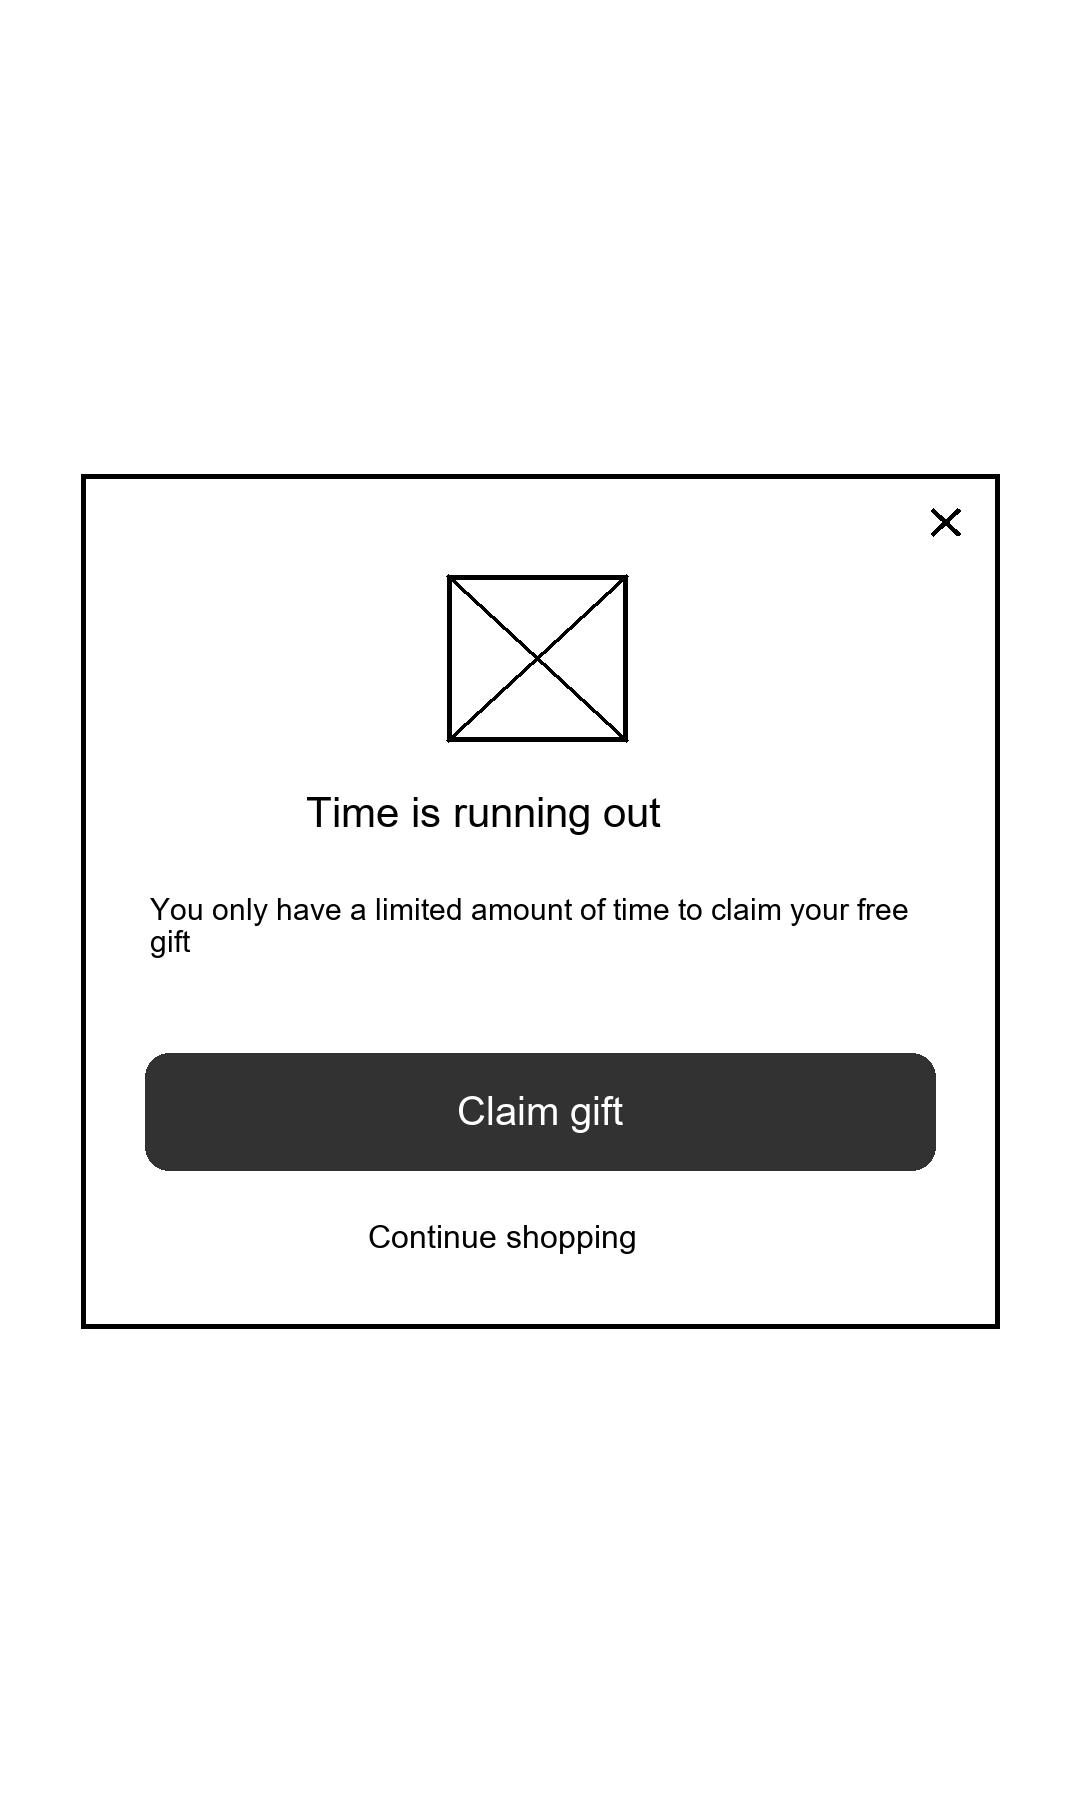 Time is running out
You only have a limited amount of time to claim your free
gift
Claim gift
Continue shopping